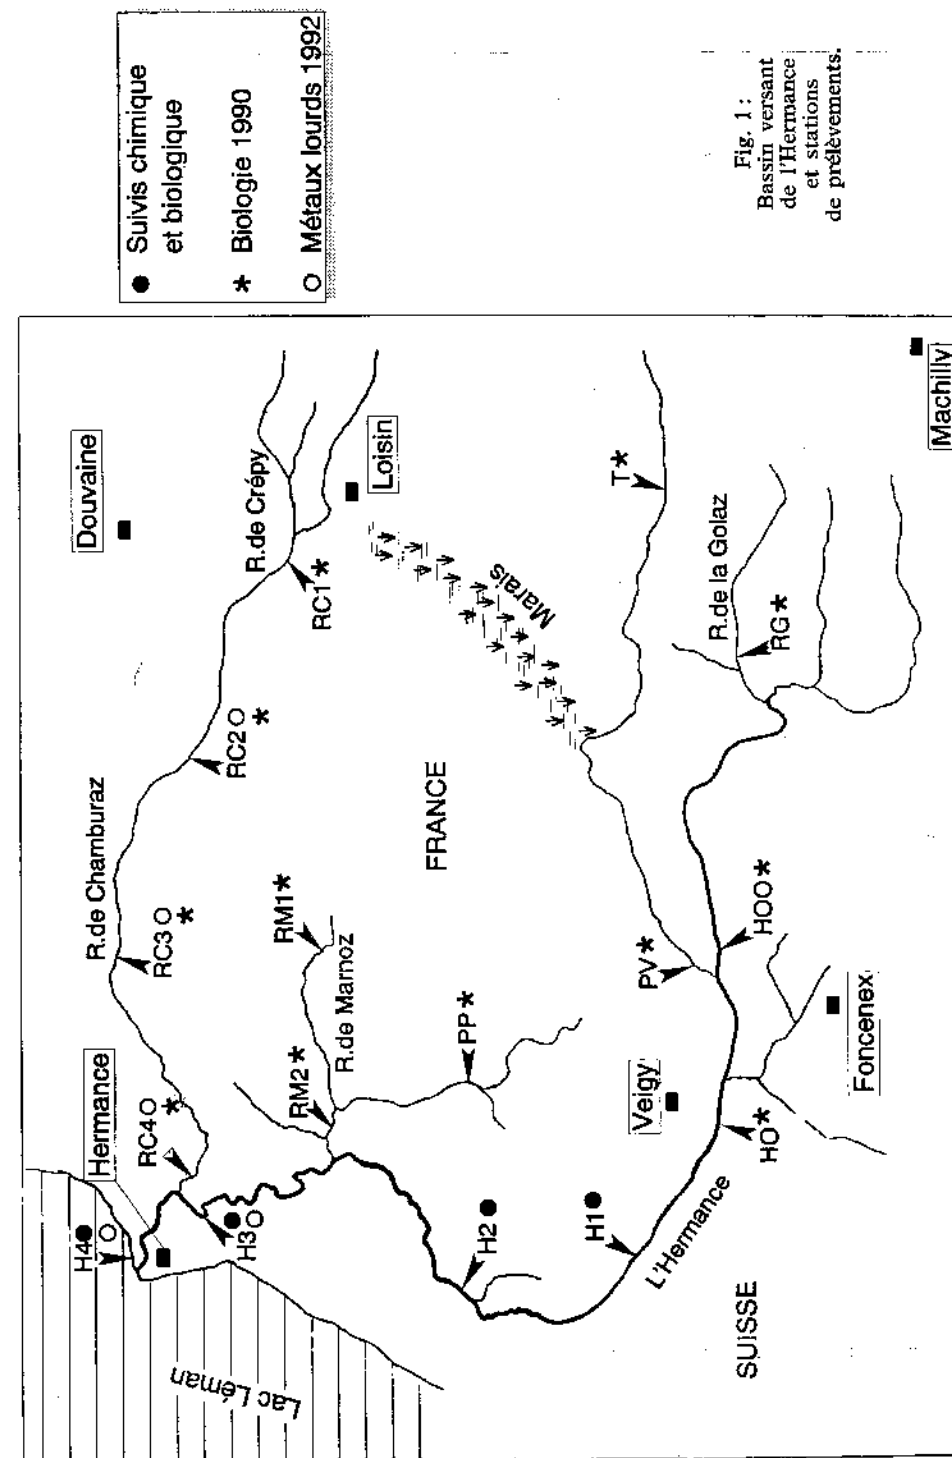 Suivis chimique
et biologique
* Biologie 1990
Métaux lourds 1992
Fig. 1 :
Bassin versant
de l'Hermance
et stations
de prélèvements.
Douvaine
R.de Crépy
Loisin
RC1*
RC2
*
R.de Chamburaz
RC3
*
RC4
*
Hermance
H4
H3
Lac Léman
RM1*
R.de Marnoz
RM2*
PP*
FRANCE
Marais
T*
R.de la Golaz
RG*
Machilly
HOO*
PV*
Veigy
Foncenex
HO*
H2
H1
L'Hermance
SUISSE